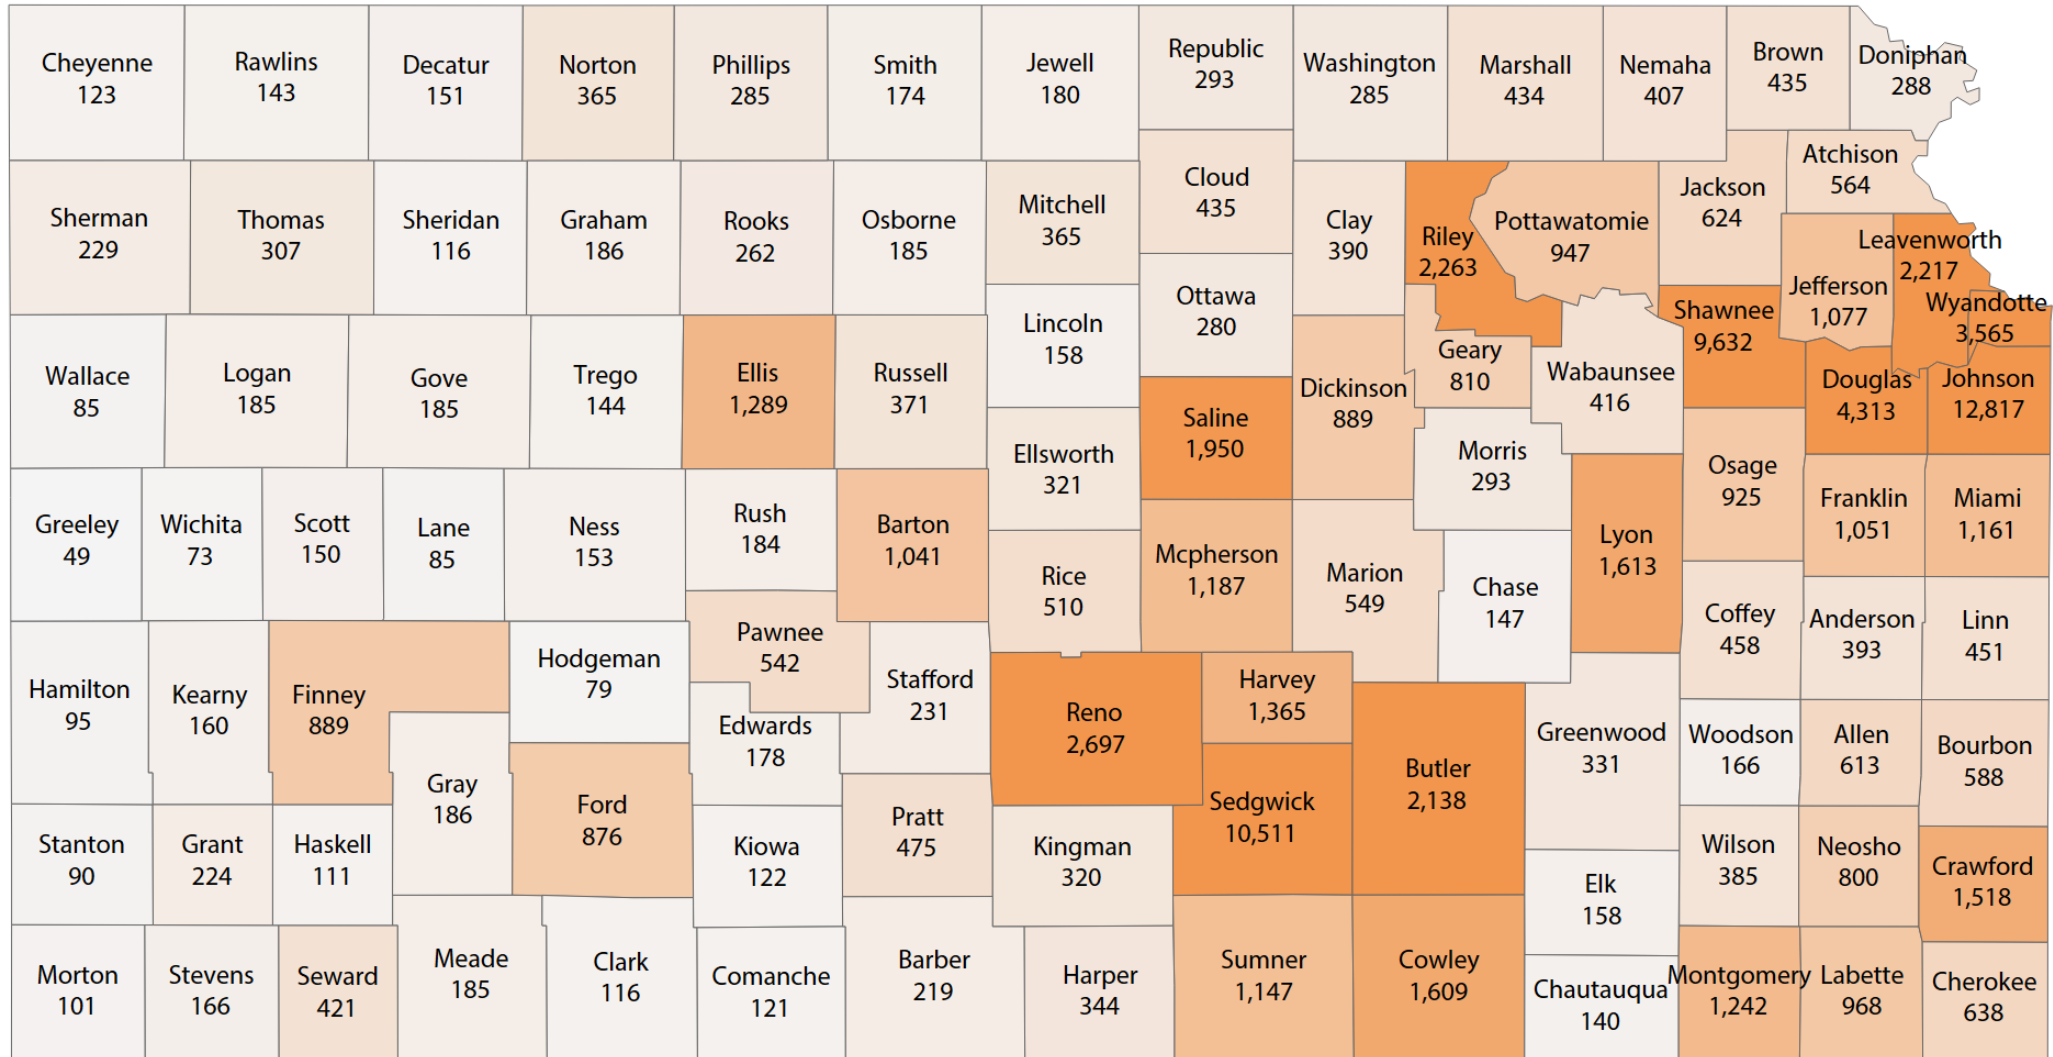 Cheyenne
123
Rawlins
143
Decatur
151
Norton
365
Phillips
285
Smith
174
Jewell
180
Republic
293
Washington
285
Marshall
434
Nemaha
407
Brown
435
Doniphan
288
Sherman
229
Thomas
307
Sheridan
116
Graham
186
Rooks
262
Osborne
185
Mitchell
365
Cloud
435
Clay
390
Riley
2,263
Pottawatomie
947
Jackson
624
Atchison
564
Leavenworth
2,217
Jefferson
1,077
Wyandotte
3,565
Shawnee
9,632
Ottawa
280
Lincoln
158
Wallace
85
Logan
185
Gove
185
Trego
144
Ellis
1,289
Russell
371
Saline
1,950
Dickinson
889
Geary
810
Wabaunsee
416
Douglas
4,313
Johnson
12,817
Ellsworth
321
Morris
293
Osage
925
Franklin
1,051
Miami
1,161
Greeley
49
Wichita
73
Scott
150
Lane
85
Ness
153
Rush
184
Barton
1,041
Rice
510
Mcpherson
1,187
Marion
549
Chase
147
Lyon
1,613
Coffey
458
Anderson
393
Linn
451
Hamilton
95
Kearny
160
Finney
889
Hodgeman
79
Pawnee
542
Stafford
231
Edwards
178
Reno
2,697
Harvey
1,365
Butler
2,138
Greenwood
331
Woodson
166
Allen
613
Bourbon
588
Gray
186
Ford
876
Sedgwick
10,511
Stanton
90
Grant
224
Haskell
111
Kiowa
122
Pratt
475
Kingman
320
Wilson
385
Neosho
800
Crawford
1,518
Elk
158
Morton
101
Stevens
166
Seward
421
Meade
185
Clark
116
Comanche
121
Barber
219
Harper
344
Sumner
1,147
Cowley
1,609
Chautauqua
140
Montgomery
1,242
Labette
968
Cherokee
638